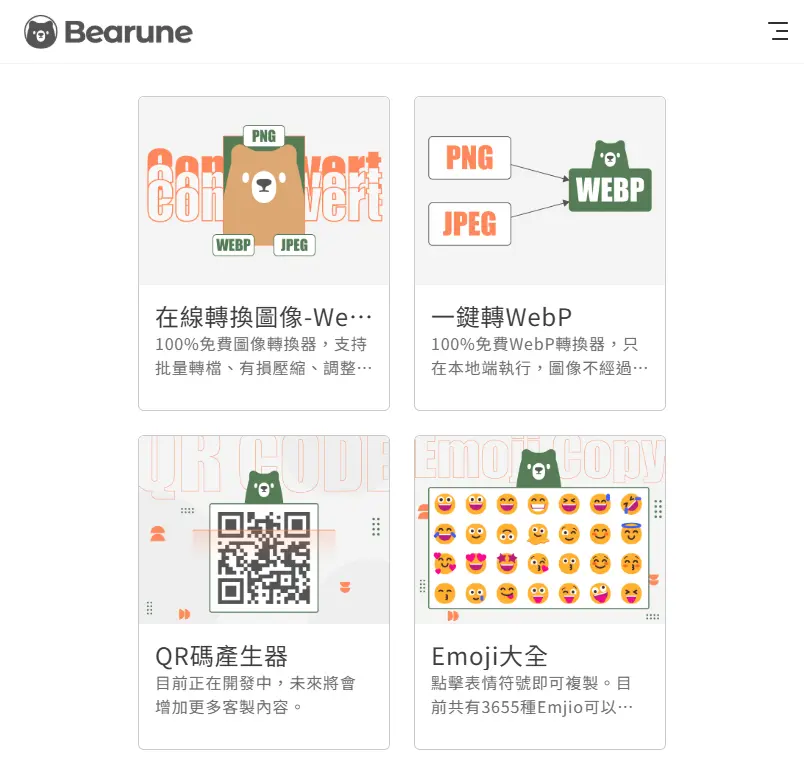 Bearune
PNG
Convert
Convert
WEBP
JPEG
在線轉換圖像-We…
100%免費圖像轉換器，支持
批量轉檔、有損壓縮、調整…
PNG
JPEG
WEBP
一鍵轉WebP
100%免費WebP轉換器，只
在本地端執行，圖像不經過…
QR CODE
QR碼產生器
目前正在開發中，未來將會
增加更多客製內容。
Emoji Copy
Emoji大全
點擊表情符號即可複製。目
前共有3655種Emjio可以…